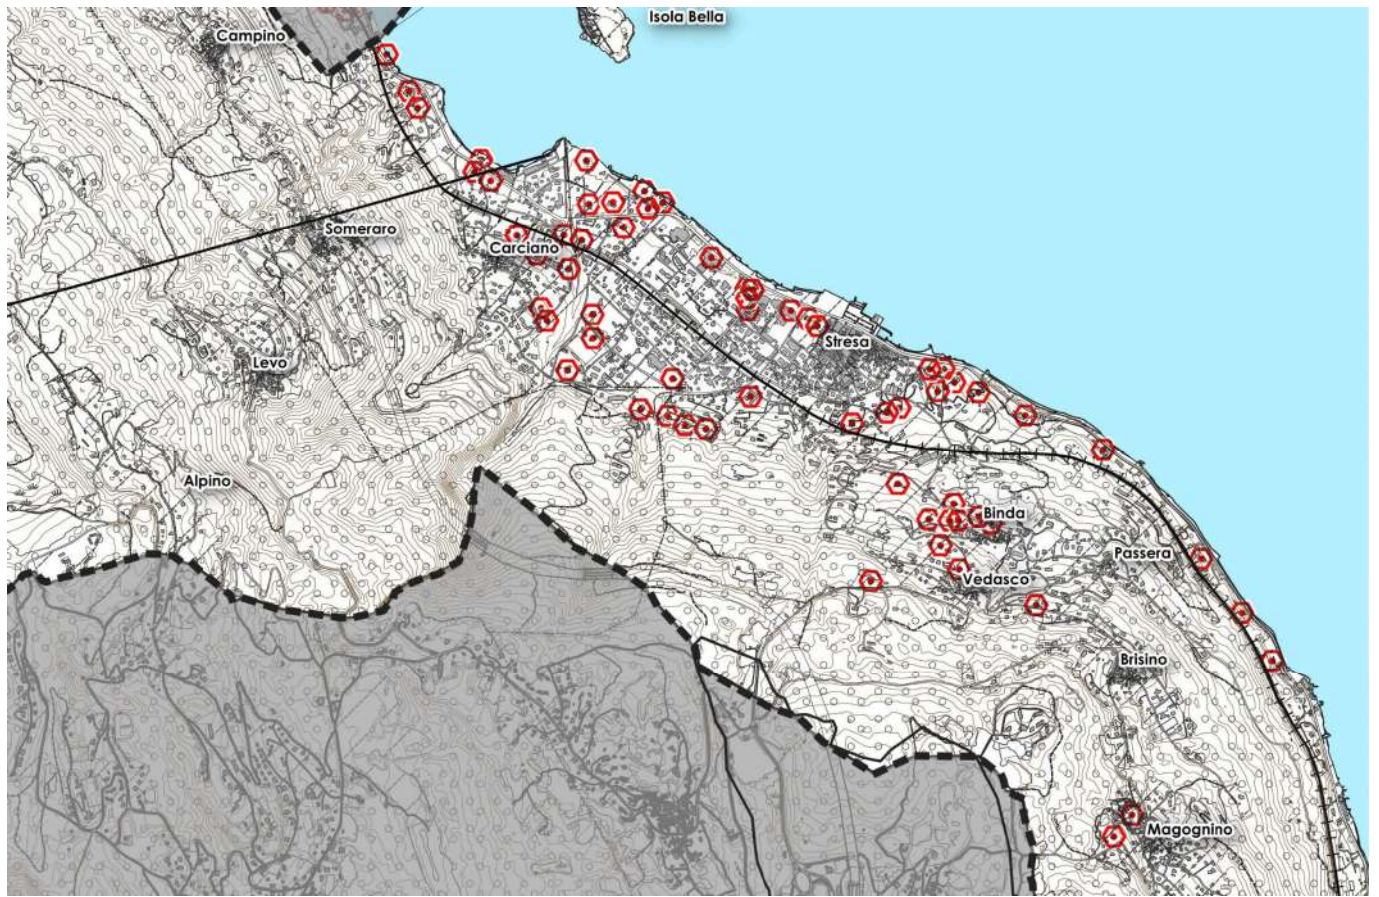 Isola Bella
Campino
Someraro
Carciano
Stresa
Levo
Alpino
Binda
Passera
Vedasco
Brisino
Magognino